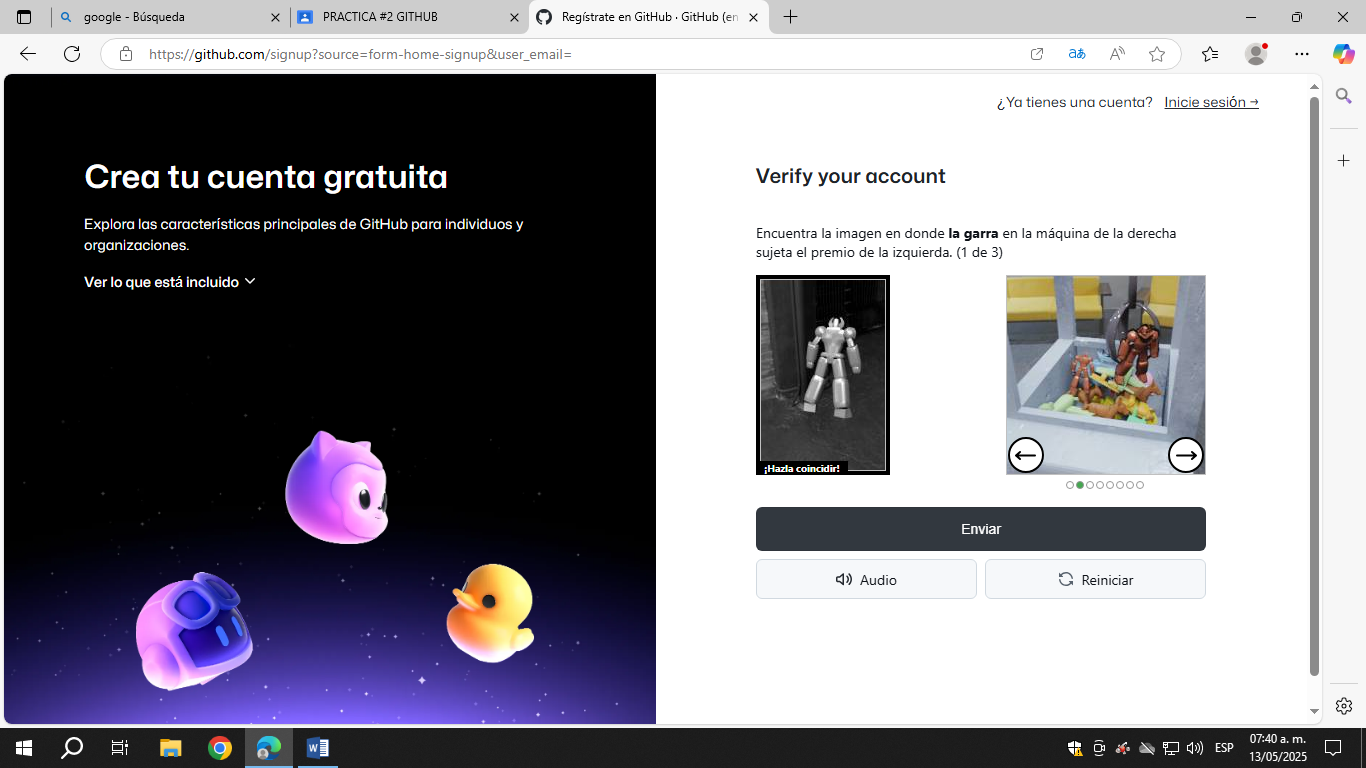 google - Búsqueda
PRACTICA #2 GITHUB
Regístrate en GitHub · GitHub (en
https://github.com/signup?source=form-home-signup&user_email=
¿Ya tienes una cuenta? Inicie sesión →
Crea tu cuenta gratuita
Explora las características principales de GitHub para individuos y
organizaciones.
Ver lo que está incluido
Verify your account
Encuentra la imagen en donde la garra en la máquina de la derecha
sujeta el premio de la izquierda. (1 de 3)
¡Hazla coincidir!
Enviar
Audio
Reiniciar
ESP
07:40 a. m.
13/05/2025